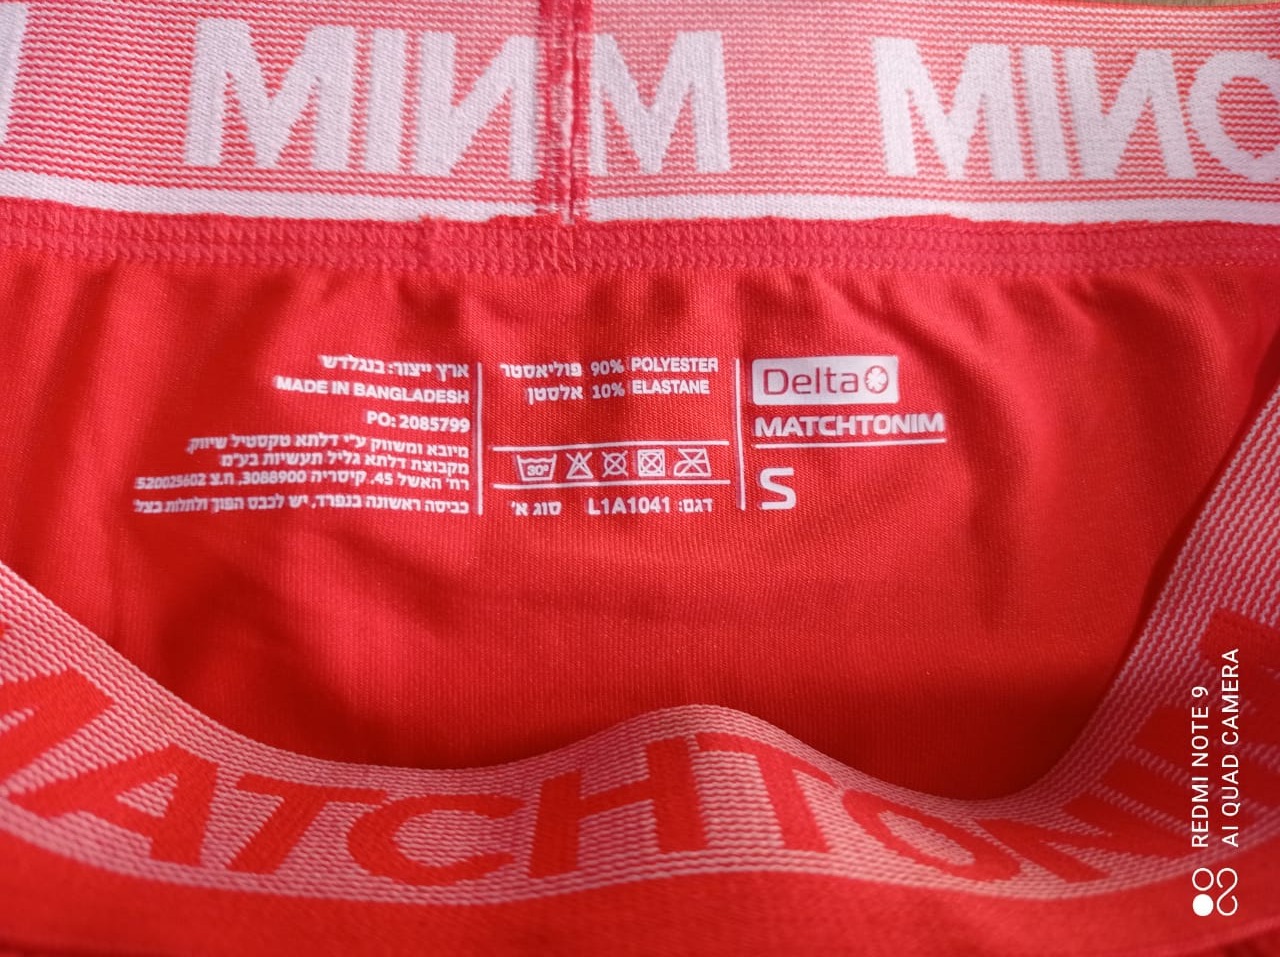 MINM
MINO
Delta
MATCHTONIM
S
פוליאסטר 90% POLYESTER
אלסטן 10% ELASTANE
30°
דגם: L1A1041 סוג א'
ארץ ייצור: בנגלדש
MADE IN BANGLADESH
PO: 2085799
מיובא ומשווק ע"י דלתא טקסטיל שיווק,
מקבוצת דלתא גליל תעשיות בע"מ
רח' האשל 45, קיסריה 3088900, ח.צ 520025602
כביסה ראשונה בנפרד, יש לכבס הפוך ולתלות בצל
MATCHTONIM
REDMI NOTE 9
AI QUAD CAMERA